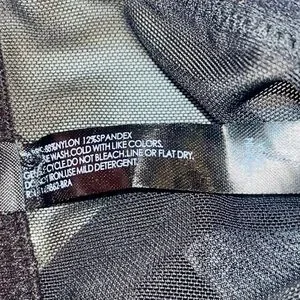 88%NYLON 12%SPANDEX
WASH.COLD WITH LIKE COLORS.
CYCLE.DO NOT BLEACH.LINE OR FLAT DRY.
DO NOT IRON.USE MILD DETERGENT.